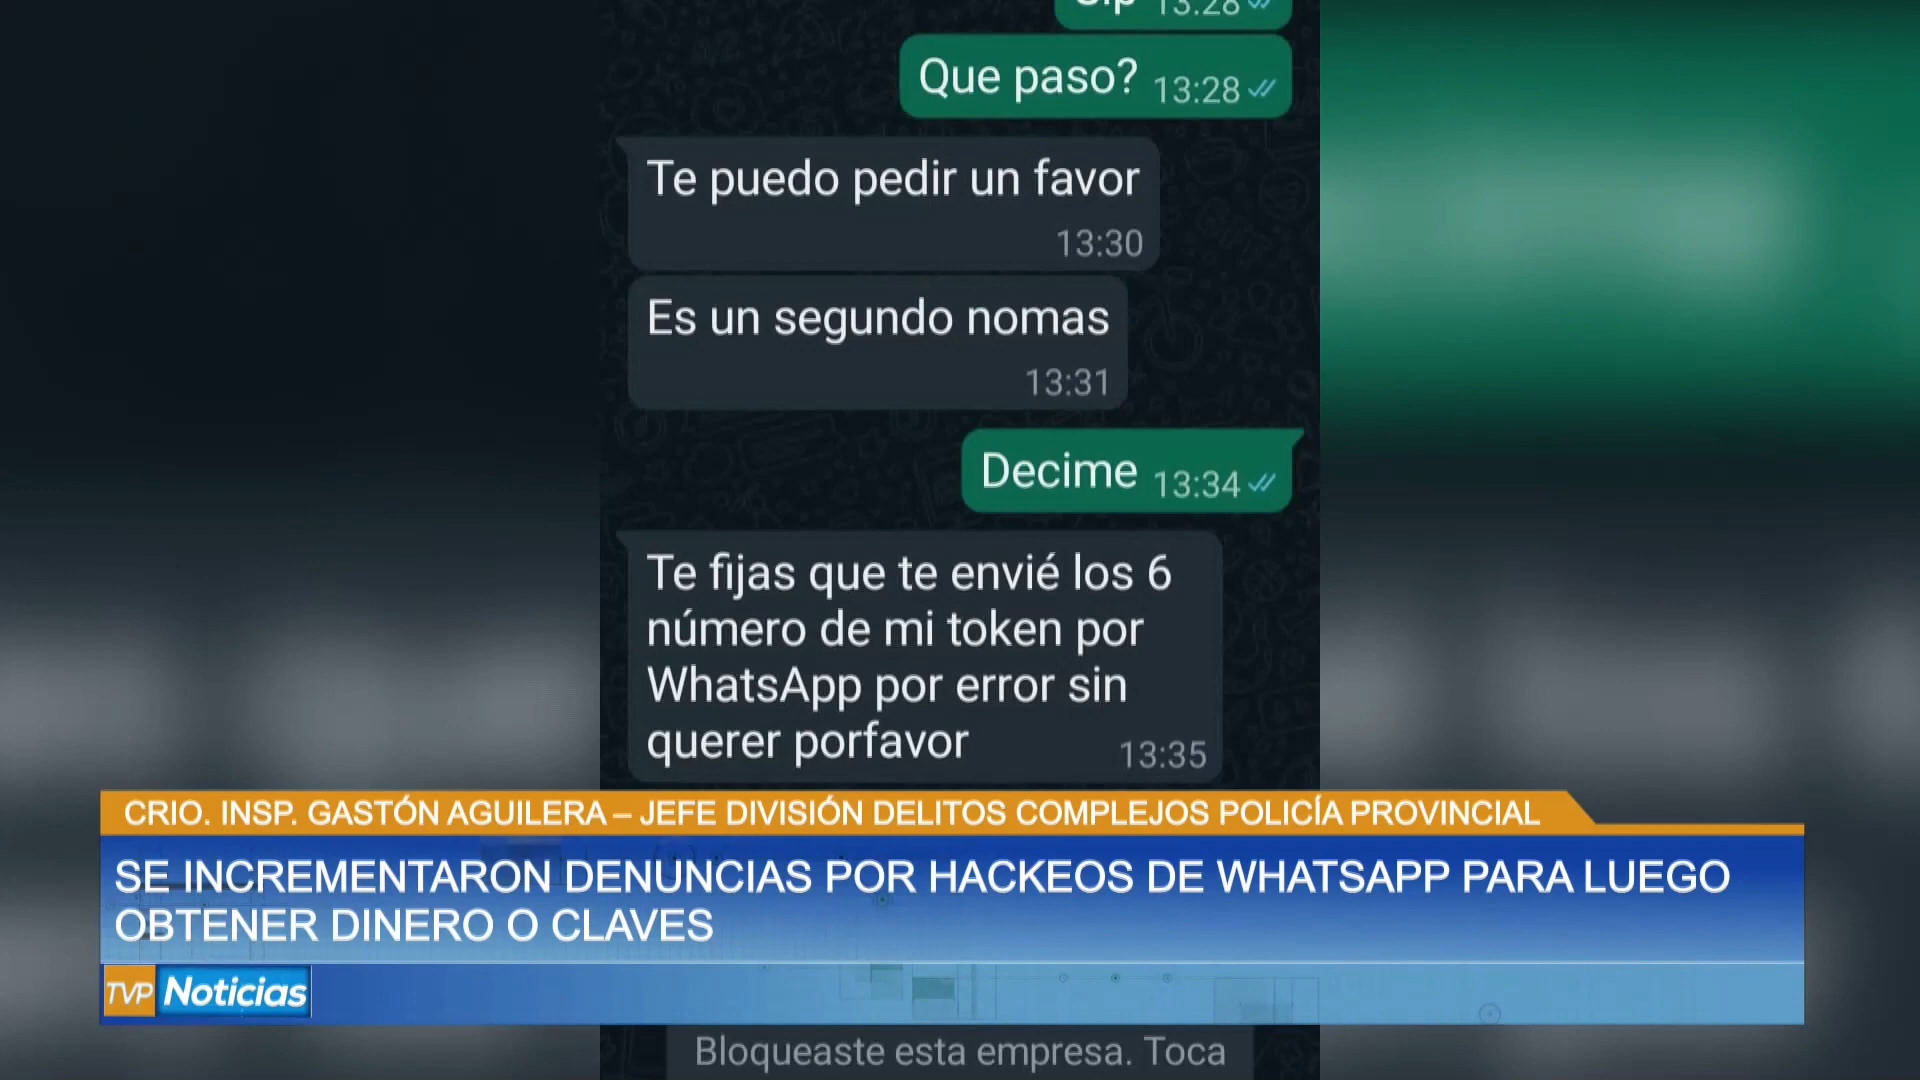 Sip 13:28
Que paso? 13:28
Te puedo pedir un favor
13:30
Es un segundo nomas
13:31
Decime 13:34
Te fijas que te envié los 6
número de mi token por
WhatsApp por error sin
querer porfavor 13:35
CRIO. INSP. GASTÓN AGUILERA – JEFE DIVISIÓN DELITOS COMPLEJOS POLICÍA PROVINCIAL
SE INCREMENTARON DENUNCIAS POR HACKEOS DE WHATSAPP PARA LUEGO
OBTENER DINERO O CLAVES
TVP Noticias
Bloqueaste esta empresa. Toca